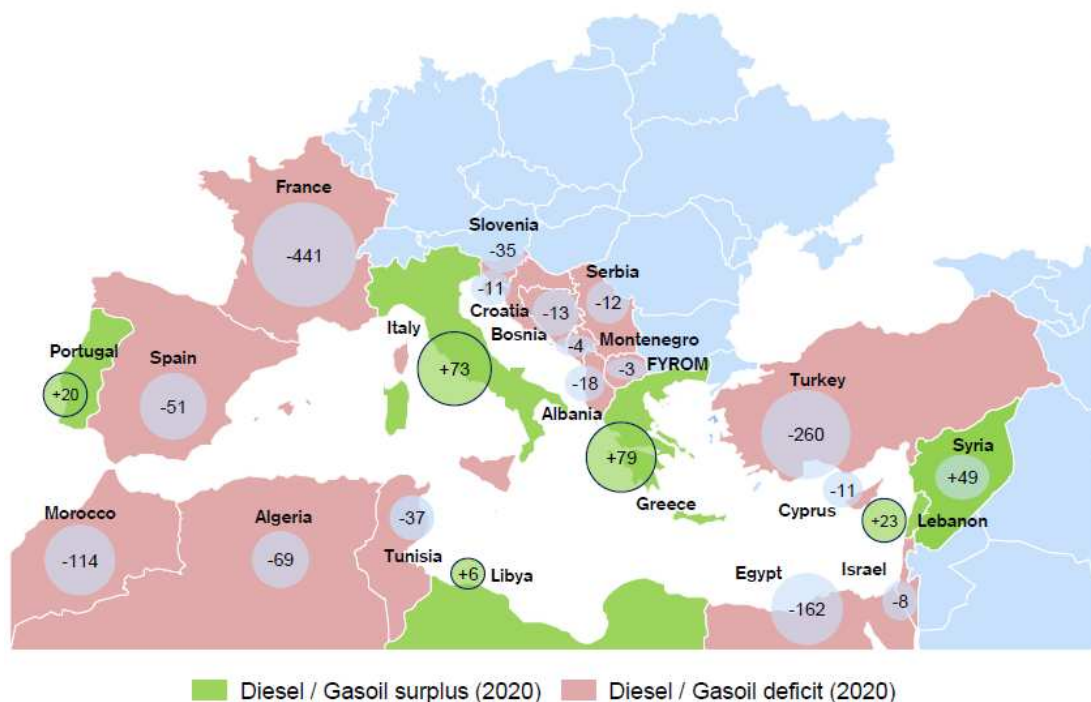 France
-441
Slovenia
-35
Serbia
-12
-11
Croatia
Bosnia
-13
Italy
+73
-4
Montenegro
FYROM
-3
-18
Albania
Portugal
+20
Spain
-51
Turkey
-260
Syria
+49
+79
Greece
-11
Cyprus
+23
Lebanon
Morocco
-114
Algeria
-69
-37
Tunisia
+6
Libya
Egypt
-162
Israel
-8
Diesel / Gasoil surplus (2020)
Diesel / Gasoil deficit (2020)